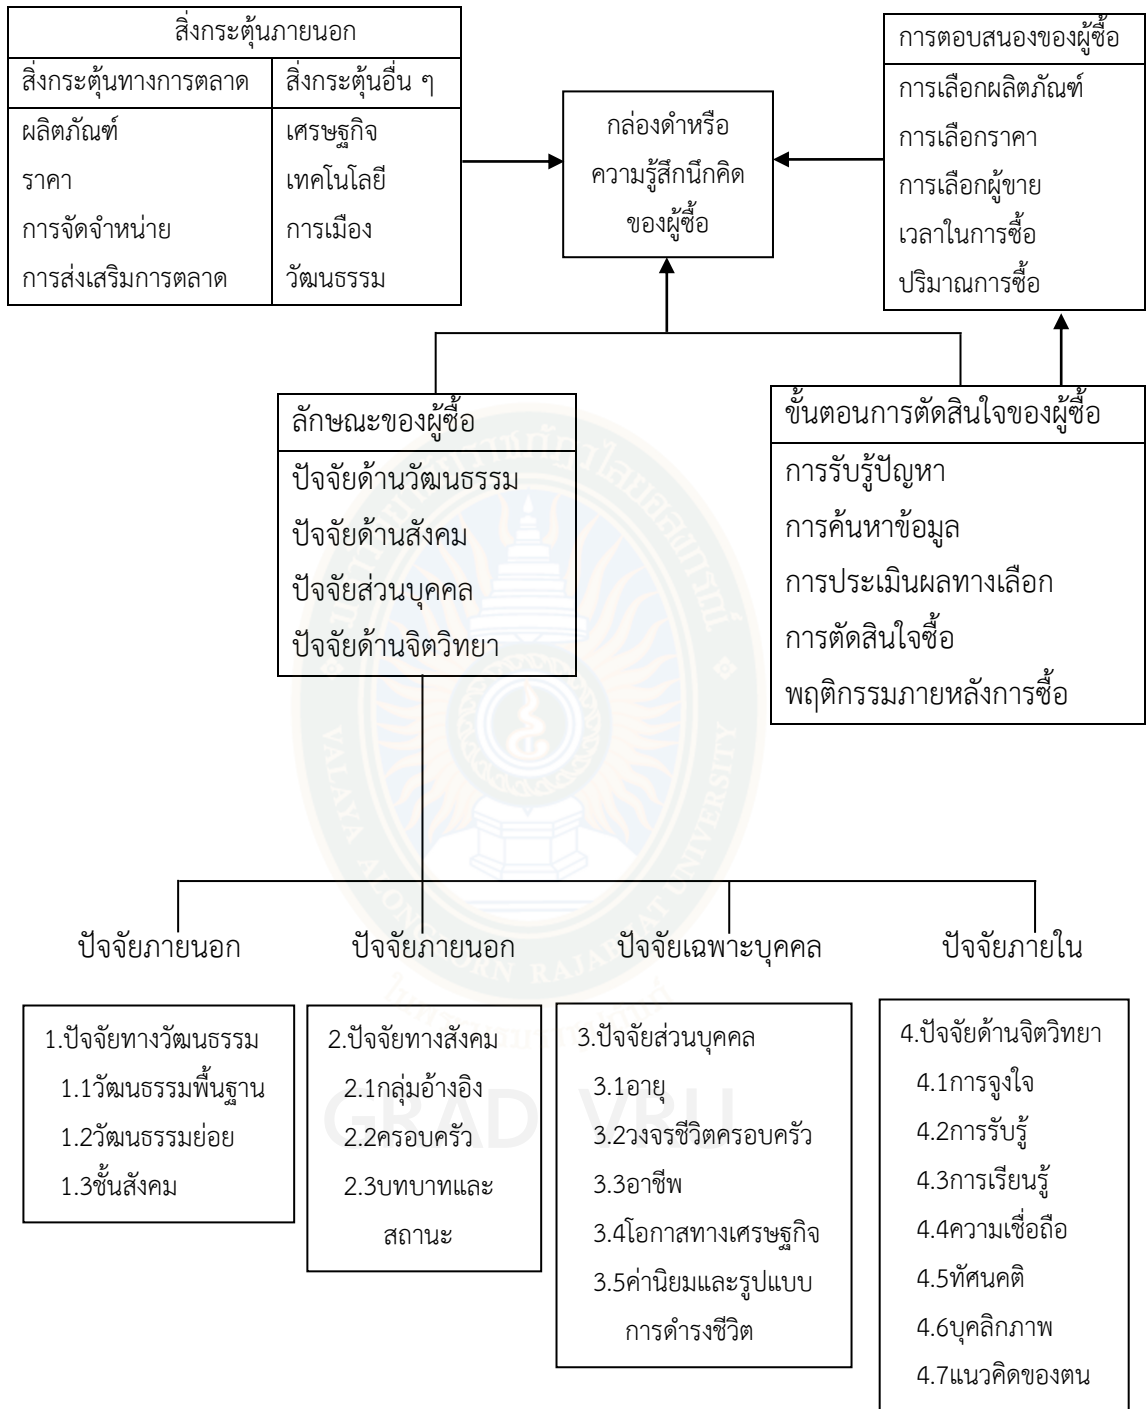 สิ่งกระตุ้นภายนอก
สิ่งกระตุ้นทางการตลาด
ผลิตภัณฑ์
ราคา
การจัดจำหน่าย
การส่งเสริมการตลาด
สิ่งกระตุ้นอื่น ๆ
เศรษฐกิจ
เทคโนโลยี
การเมือง
วัฒนธรรม
กล่องดำหรือ
ความรู้สึกนึกคิด
ของผู้ซื้อ
การตอบสนองของผู้ซื้อ
การเลือกผลิตภัณฑ์
การเลือกราคา
การเลือกผู้ขาย
เวลาในการซื้อ
ปริมาณการซื้อ
ลักษณะของผู้ซื้อ
ปัจจัยด้านวัฒนธรรม
ปัจจัยด้านสังคม
ปัจจัยส่วนบุคคล
ปัจจัยด้านจิตวิทยา
ขั้นตอนการตัดสินใจของผู้ซื้อ
การรับรู้ปัญหา
การค้นหาข้อมูล
การประเมินผลทางเลือก
การตัดสินใจซื้อ
พฤติกรรมภายหลังการซื้อ
ปัจจัยภายนอก
1.ปัจจัยทางวัฒนธรรม
1.1วัฒนธรรมพื้นฐาน
1.2วัฒนธรรมย่อย
1.3ชั้นสังคม
ปัจจัยภายนอก
2.ปัจจัยทางสังคม
2.1กลุ่มอ้างอิง
2.2ครอบครัว
2.3บทบาทและ
สถานะ
ปัจจัยเฉพาะบุคคล
3.ปัจจัยส่วนบุคคล
3.1อายุ
3.2วงจรชีวิตครอบครัว
3.3อาชีพ
3.4โอกาสทางเศรษฐกิจ
3.5ค่านิยมและรูปแบบ
การดำรงชีวิต
ปัจจัยภายใน
4.ปัจจัยด้านจิตวิทยา
4.1การจูงใจ
4.2การรับรู้
4.3การเรียนรู้
4.4ความเชื่อถือ
4.5ทัศนคติ
4.6บุคลิกภาพ
4.7แนวคิดของตน
VALAYA ALONGKORN RAJABHAT UNIVERSITY
GRAD VRU